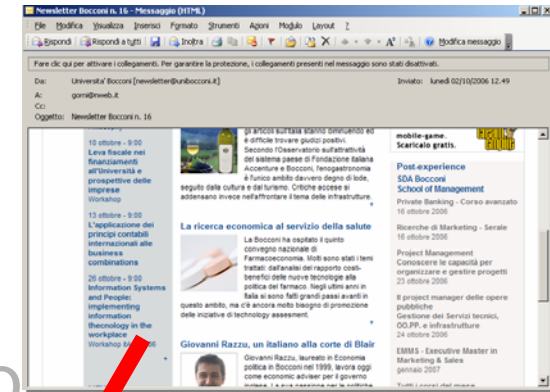 Newsletter Bocconi n. 16 - Messaggio (HTML)
File Modifica Visualizza Inserisci Formato Strumenti Azioni Modulo Layout ?
Rispondi Rispondi a tutti Inoltra Modifica messaggio
Fare clic qui per attivare i collegamenti. Per garantire la protezione, i collegamenti presenti nel messaggio sono stati disattivati.
Da: Universita' Bocconi [newsletter@unibocconi.it] Inviato: lunedì 02/10/2006 12.49
A: gorni@nweb.it
Cc:
Oggetto: Newsletter Bocconi n. 16
10 ottobre - 9:00
Leva fiscale nei
finanziamenti
all'Università e
prospettive delle
imprese
Workshop
13 ottobre - 9:00
L'applicazione dei
principi contabili
internazionali alle
business
combinations
26 ottobre - 9:00
Information Systems
and People:
implementing
information
thecnology in the
workplace
Workshop
gli articoli sull'Italia stanno diminuendo ed
è difficile trovare giudizi positivi.
Secondo l'Osservatorio sull'attrattività
del sistema paese di Fondazione Italiana
Accenture e Bocconi, l'enogastronomia
è l'unico ambito davvero degno di lode,
seguito dalla cultura e dal turismo. Critiche accese si
addensano invece nell'affrontare il tema delle infrastrutture.
La ricerca economica al servizio della salute
La Bocconi ha ospitato il quinto
convegno nazionale di
Farmacoeconomia. Molti sono stati i temi
trattati: dall'analisi del rapporto costi-
benefici delle nuove tecnologie alla
politica del farmaco. Negli ultimi anni in
Italia si sono fatti grandi passi avanti in
questo ambito, ma c'è ancora molto bisogno di promozione
delle iniziative di technology assesment.
Giovanni Razzu, un italiano alla corte di Blair
Giovanni Razzu, laureato in Economia
politica in Bocconi nel 1999, lavora oggi
come economic adviser per il governo
inglese. La sua passione per le politiche
mobile-game.
Scaricalo gratis.
Post-experience
SDA Bocconi
School of Management
Private Banking - Corso avanzato
16 ottobre 2006
Ricerche di Marketing - Serale
16 ottobre 2006
Project Management
Conoscere le capacità per
organizzare e gestire progetti
23 ottobre 2006
Il project manager delle opere
pubbliche
Gestione dei Servizi tecnici,
OO.PP. e infrastrutture
24 ottobre 2006
EMMS - Executive Master in
Marketing & Sales
gennaio 2007
Tutti i corsi del mese